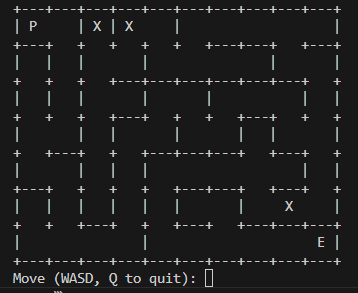 P X X
X
E
Move (WASD, Q to quit):